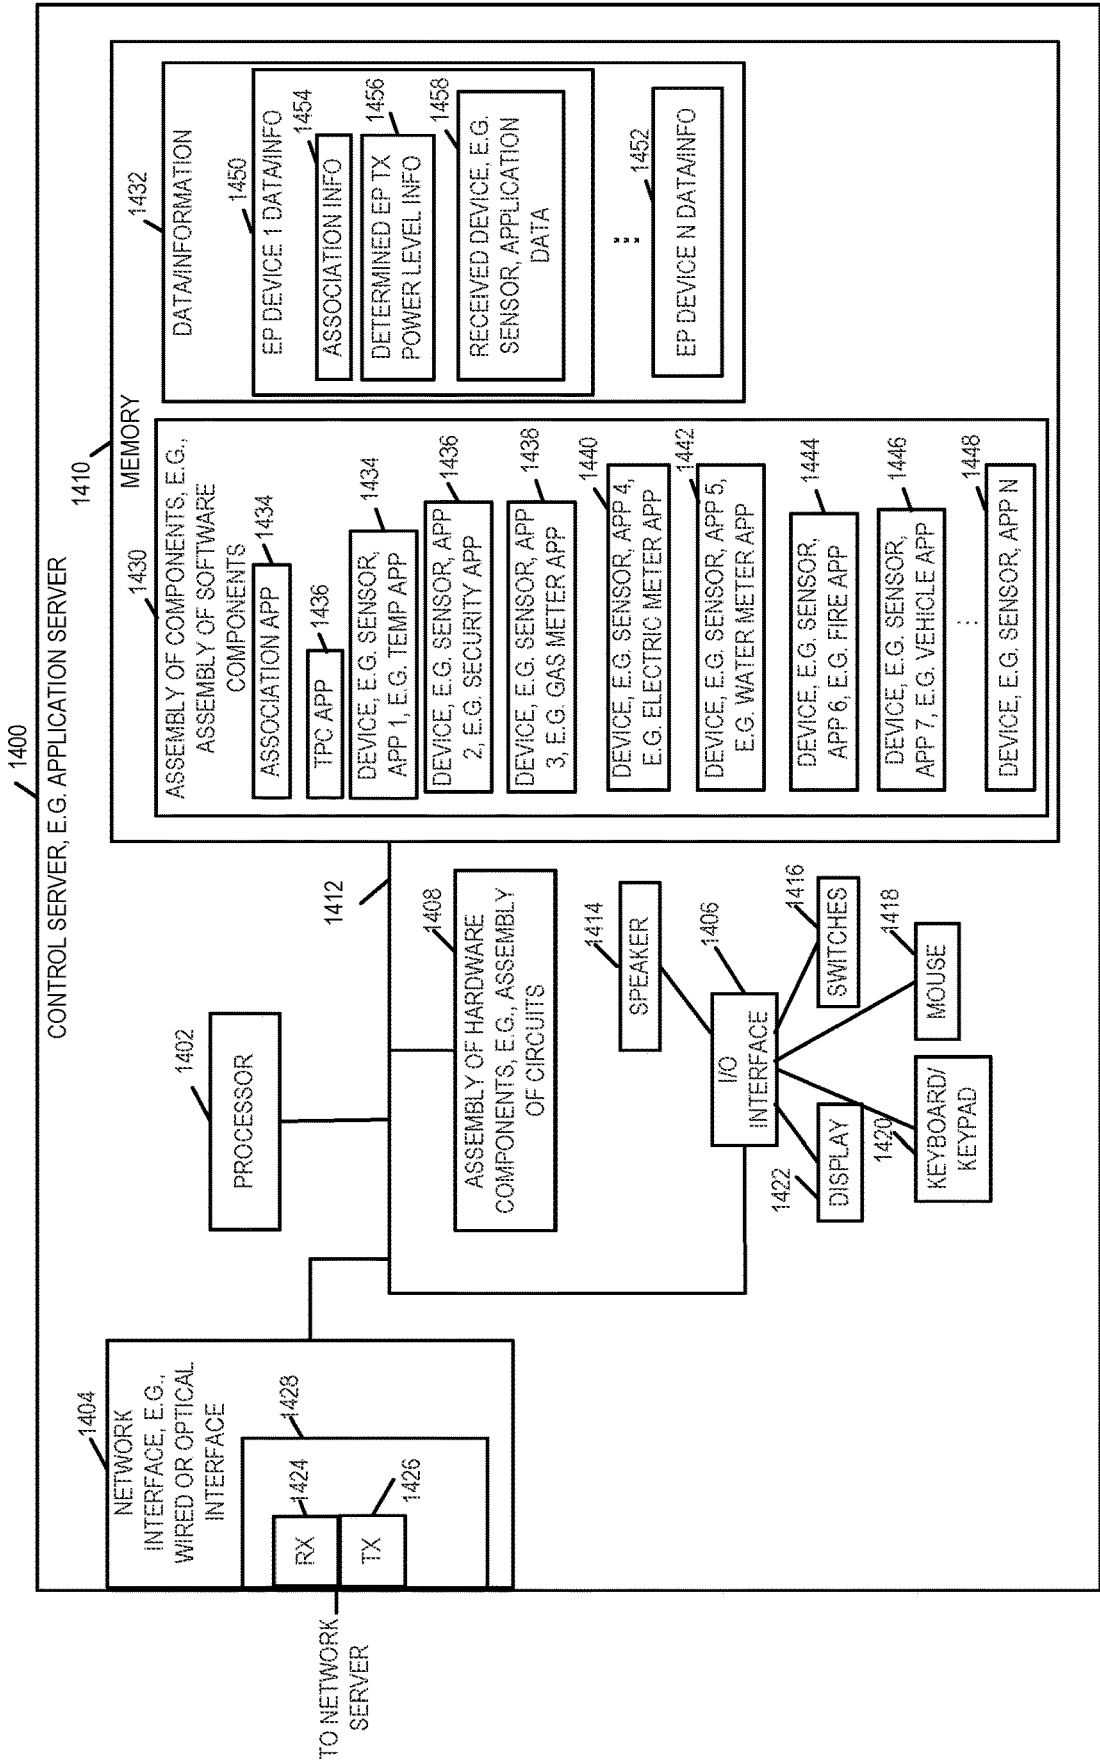 1400
CONTROL SERVER, E.G. APPLICATION SERVER
1404
NETWORK
INTERFACE, E.G.,
WIRED OR OPTICAL
INTERFACE
1428
RX
1424
TX
1426
TO NETWORK
SERVER
1402
PROCESSOR
1412
1408
ASSEMBLY OF HARDWARE
COMPONENTS, E.G., ASSEMBLY
OF CIRCUITS
1414
SPEAKER
1406
I/O
INTERFACE
1416
SWITCHES
1418
MOUSE
1420
KEYBOARD/
KEYPAD
1422
DISPLAY
1410
MEMORY
1430
ASSEMBLY OF COMPONENTS, E.G.,
ASSEMBLY OF SOFTWARE
COMPONENTS
1434
ASSOCIATION APP
1436
TPC APP
1434
DEVICE, E.G. SENSOR,
APP 1, E.G. TEMP APP
1436
DEVICE, E.G. SENSOR, APP
2, E.G. SECURITY APP
1438
DEVICE, E.G. SENSOR, APP
3, E.G. GAS METER APP
1440
DEVICE, E.G. SENSOR, APP 4,
E.G. ELECTRIC METER APP
1442
DEVICE, E.G. SENSOR, APP 5,
E.G. WATER METER APP
1444
DEVICE, E.G. SENSOR,
APP 6, E.G. FIRE APP
1446
DEVICE, E.G. SENSOR,
APP 7, E.G. VEHICLE APP
...
1448
DEVICE, E.G. SENSOR, APP N
1432
DATA/INFORMATION
1450
EP DEVICE 1 DATA/INFO
1454
ASSOCIATION INFO
1456
DETERMINED EP TX
POWER LEVEL INFO
1458
RECEIVED DEVICE, E.G.
SENSOR, APPLICATION
DATA
...
1452
EP DEVICE N DATA/INFO